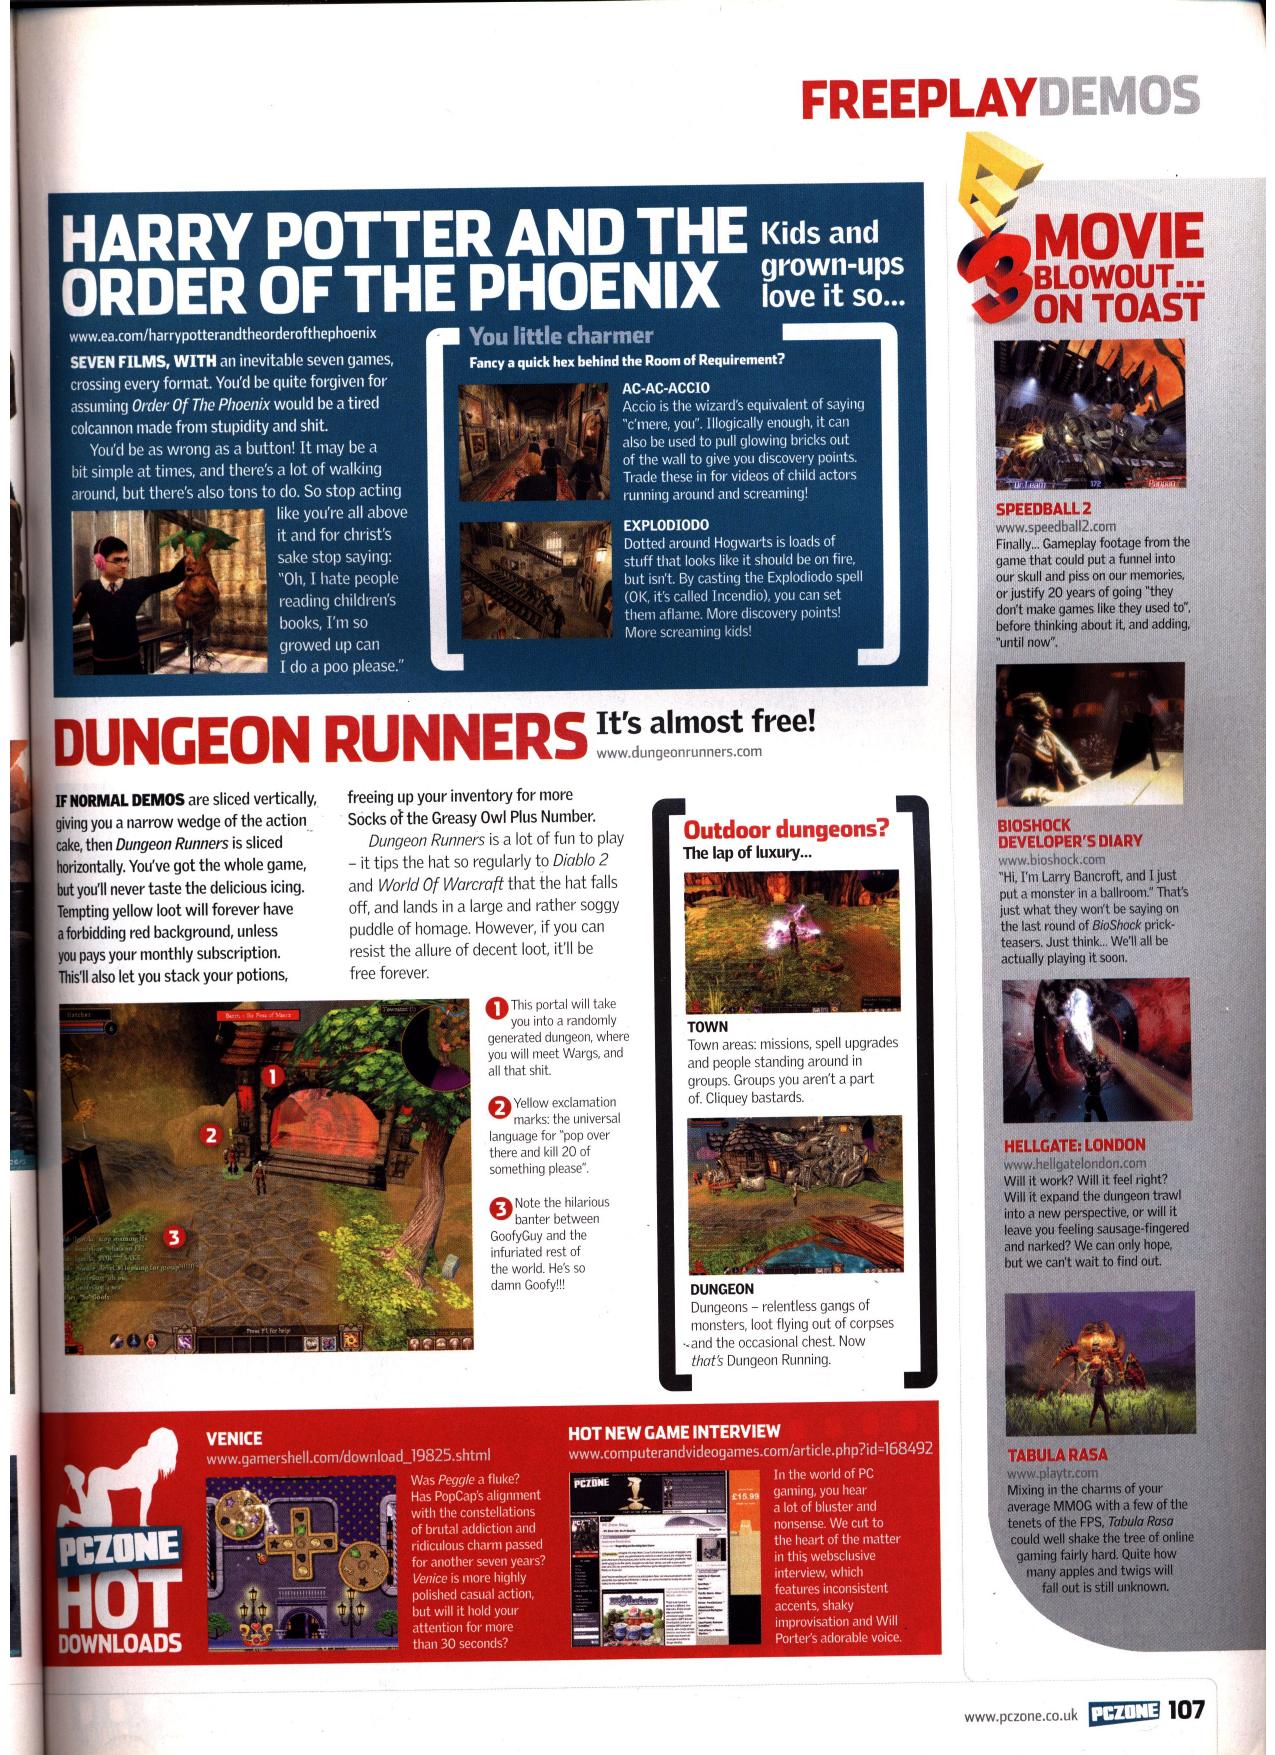 FREEPLAYDEMOS
HARRY POTTER AND THE
ORDER OF THE PHOENIX
Kids and
grown-ups
love it so...
www.ea.com/harrypotterandtheorderofthephoenix
SEVEN FILMS, WITH an inevitable seven games,
crossing every format. You'd be quite forgiven for
assuming Order Of The Phoenix would be a tired
colcannon made from stupidity and shit.
You'd be as wrong as a button! It may be a
bit simple at times, and there's a lot of walking
around, but there's also tons to do. So stop acting
like you're all above
it and for christ's
sake stop saying:
"Oh, I hate people
reading children's
books, I'm so
growed up can
I do a poo please."
You little charmer
Fancy a quick hex behind the Room of Requirement?
AC-AC-ACCIO
Accio is the wizard's equivalent of saying
"c'mere, you". Illogically enough, it can
also be used to pull glowing bricks out
of the wall to give you discovery points.
Trade these in for videos of child actors
running around and screaming!
EXPLODIODO
Dotted around Hogwarts is loads of
stuff that looks like it should be on fire,
but isn't. By casting the Explodiodo spell
(OK, it's called Incendio), you can set
them aflame. More discovery points!
More screaming kids!
DUNGEON RUNNERS
It's almost free!
www.dungeonrunners.com
IF NORMAL DEMOS are sliced vertically,
giving you a narrow wedge of the action
cake, then Dungeon Runners is sliced
horizontally. You've got the whole game,
but you'll never taste the delicious icing.
Tempting yellow loot will forever have
a forbidding red background, unless
you pays your monthly subscription.
This'll also let you stack your potions,
freeing up your inventory for more
Socks of the Greasy Owl Plus Number.
Dungeon Runners is a lot of fun to play
– it tips the hat so regularly to Diablo 2
and World Of Warcraft that the hat falls
off, and lands in a large and rather soggy
puddle of homage. However, if you can
resist the allure of decent loot, it'll be
free forever.
1
2
3
Press F1 for help!
1 This portal will take
you into a randomly
generated dungeon, where
you will meet Wargs, and
all that shit.
2 Yellow exclamation
marks: the universal
language for "pop over
there and kill 20 of
something please".
3 Note the hilarious
banter between
GoofyGuy and the
infuriated rest of
the world. He's so
damn Goofy!!!
Outdoor dungeons?
The lap of luxury...
TOWN
Town areas: missions, spell upgrades
and people standing around in
groups. Groups you aren't a part
of. Cliquey bastards.
DUNGEON
Dungeons – relentless gangs of
monsters, loot flying out of corpses
and the occasional chest. Now
that's Dungeon Running.
PCZONE
HOT
DOWNLOADS
VENICE
www.gamershell.com/download_19825.shtml
Was Peggle a fluke?
Has PopCap's alignment
with the constellations
of brutal addiction and
ridiculous charm passed
for another seven years?
Venice is more highly
polished casual action,
but will it hold your
attention for more
than 30 seconds?
HOT NEW GAME INTERVIEW
www.computerandvideogames.com/article.php?id=168492
PCZONE
£15.99
In the world of PC
gaming, you hear
a lot of bluster and
nonsense. We cut to
the heart of the matter
in this websclusive
interview, which
features inconsistent
accents, shaky
improvisation and Will
Porter's adorable voice.
E3 MOVIE
BLOWOUT...
ON TOAST
SPEEDBALL 2
www.speedball2.com
Finally... Gameplay footage from the
game that could put a funnel into
our skull and piss on our memories,
or justify 20 years of going "they
don't make games like they used to",
before thinking about it, and adding,
"until now".
BIOSHOCK
DEVELOPER'S DIARY
www.bioshock.com
"Hi, I'm Larry Bancroft, and I just
put a monster in a ballroom." That's
just what they won't be saying on
the last round of BioShock prick-
teasers. Just think... We'll all be
actually playing it soon.
HELLGATE: LONDON
www.hellgatelondon.com
Will it work? Will it feel right?
Will it expand the dungeon trawl
into a new perspective, or will it
leave you feeling sausage-fingered
and narked? We can only hope,
but we can't wait to find out.
TABULA RASA
www.playtr.com
Mixing in the charms of your
average MMOG with a few of the
tenets of the FPS, Tabula Rasa
could well shake the tree of online
gaming fairly hard. Quite how
many apples and twigs will
fall out is still unknown.
www.pczone.co.uk PCZONE 107